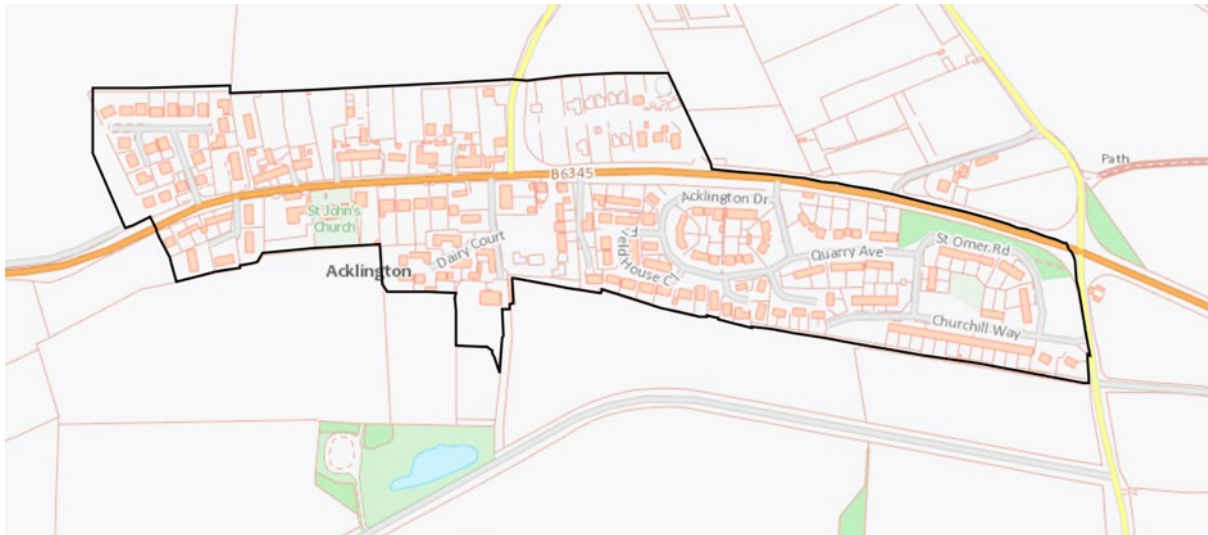 Path
B6345
Acklington Dr
St John's
Church
Dairy Court
Field House Cl
St Omer Rd
Quarry Ave
Acklington
Churchill Way